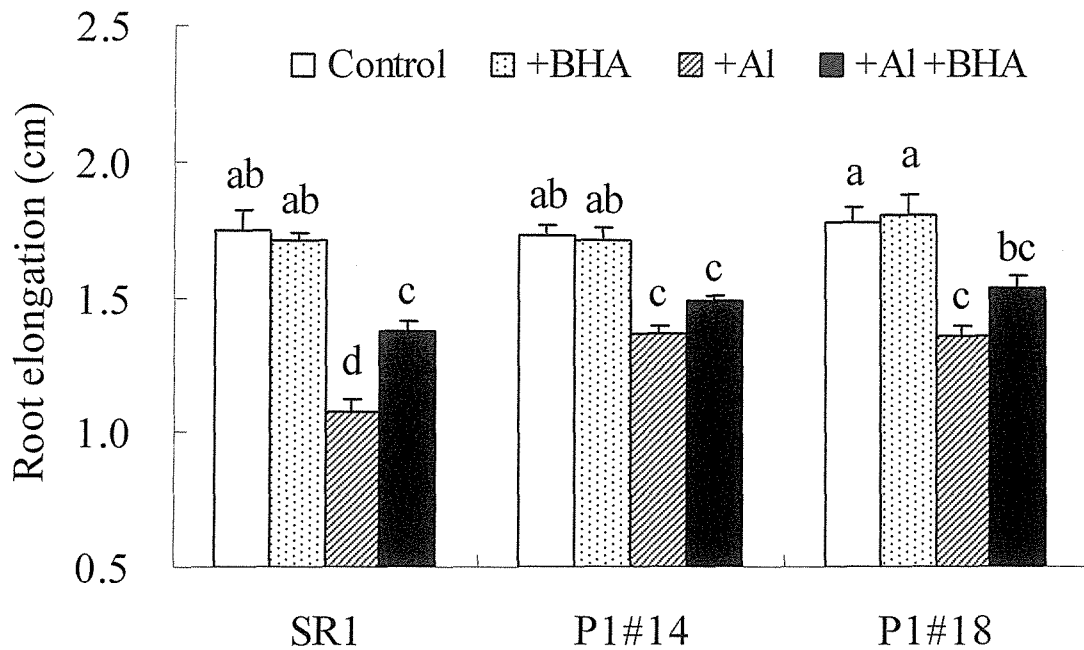 2.5
Control +BHA +Al +Al +BHA
2.0
ab ab ab ab a a
1.5
d c c c c bc
1.0
0.5
SR1 P1#14 P1#18
Root elongation (cm)